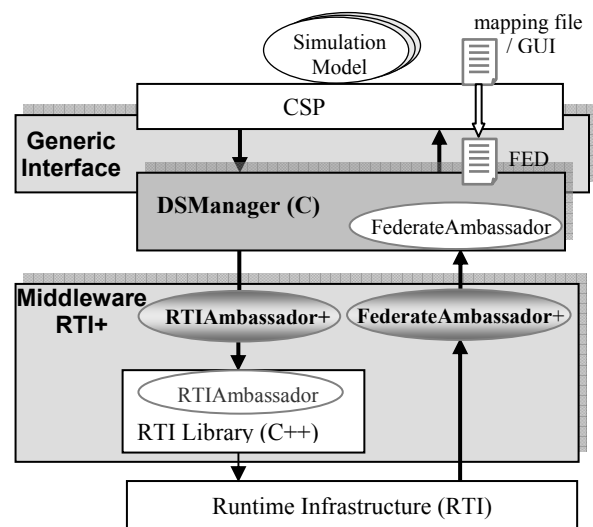 mapping file
/ GUI
Simulation
Model
CSP
Generic
Interface
FED
DSManager (C)
FederateAmbassador
Middleware
RTI+
RTIAmbassador+
FederateAmbassador+
RTIAmbassador
RTI Library (C++)
Runtime Infrastructure (RTI)